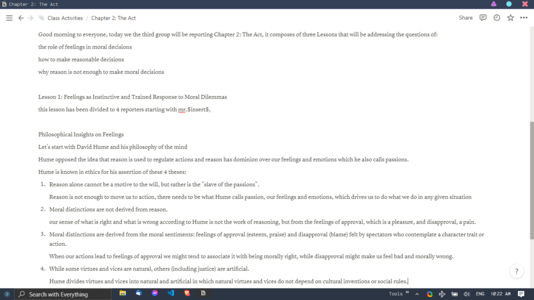 Chapter 2: The Act
Class Activities / Chapter 2: The Act
Share
Good morning to everyone, today we the third group will be reporting Chapter 2: The Act, it composes of three Lessons that will be addressing the questions of:
the role of feelings in moral decisions
how to make reasonable decisions
why reason is not enough to make moral decisions
Lesson 1: Feelings as Instinctive and Trained Response to Moral Dilemmas
this lesson has been divided to 4 reporters starting with mr.$insert$,
Philosophical Insights on Feelings
Let's start with David Hume and his philosophy of the mind
Hume opposed the idea that reason is used to regulate actions and reason has dominion over our feelings and emotions which he also calls passions.
Hume is known in ethics for his assertion of these 4 theses:
1. Reason alone cannot be a motive to the will, but rather is the "slave of the passions".
Reason is not enough to move us to action, there needs to be what Hume calls passion, our feelings and emotions, which drives us to do what we do in any given situation
2. Moral distinctions are not derived from reason.
our sense of what is right and what is wrong according to Hume is not the work of reasoning, but from the feelings of approval, which is a pleasure, and disapproval, a pain.
3. Moral distinctions are derived from the moral sentiments: feelings of approval (esteem, praise) and disapproval (blame) felt by spectators who contemplate a character trait or
action.
When our actions lead to feelings of approval we might tend to associate it with being morally right, while disapproval might make us feel bad and morally wrong.
4. While some virtues and vices are natural, others (including justice) are artificial.
Hume divides virtues and vices into natural and artificial in which natural virtues and vices do not depend on cultural inventions or social rules.
?
Search with Everything
Tools
ENG
10:22 AM